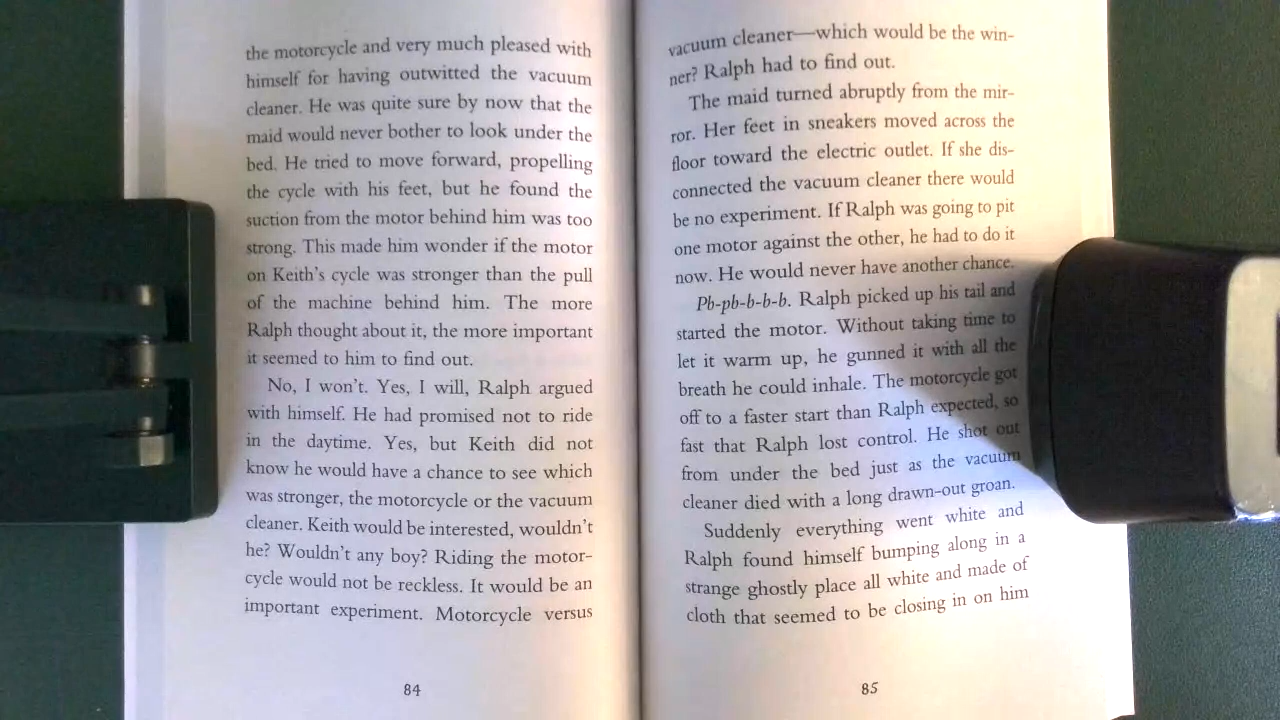 the motorcycle and very much pleased with
himself for having outwitted the vacuum
cleaner. He was quite sure by now that the
maid would never bother to look under the
bed. He tried to move forward, propelling
the cycle with his feet, but he found the
suction from the motor behind him was too
strong. This made him wonder if the motor
on Keith's cycle was stronger than the pull
of the machine behind him. The more
Ralph thought about it, the more important
it seemed to him to find out.
No, I won't. Yes, I will, Ralph argued
with himself. He had promised not to ride
in the daytime. Yes, but Keith did not
know he would have a chance to see which
was stronger, the motorcycle or the vacuum
cleaner. Keith would be interested, wouldn't
he? Wouldn't any boy? Riding the motor-
cycle would not be reckless. It would be an
important experiment. Motorcycle versus
84
vacuum cleaner—which would be the win-
ner? Ralph had to find out.
The maid turned abruptly from the mir-
ror. Her feet in sneakers moved across the
floor toward the electric outlet. If she dis-
connected the vacuum cleaner there would
be no experiment. If Ralph was going to pit
one motor against the other, he had to do it
now. He would never have another chance.
Pb-pb-b-b-b. Ralph picked up his tail and
started the motor. Without taking time to
let it warm up, he gunned it with all the
breath he could inhale. The motorcycle got
off to a faster start than Ralph expected, so
fast that Ralph lost control. He shot out
from under the bed just as the vacuum
cleaner died with a long drawn-out groan.
Suddenly everything went white and
Ralph found himself bumping along in a
strange ghostly place all white and made of
cloth that seemed to be closing in on him
85